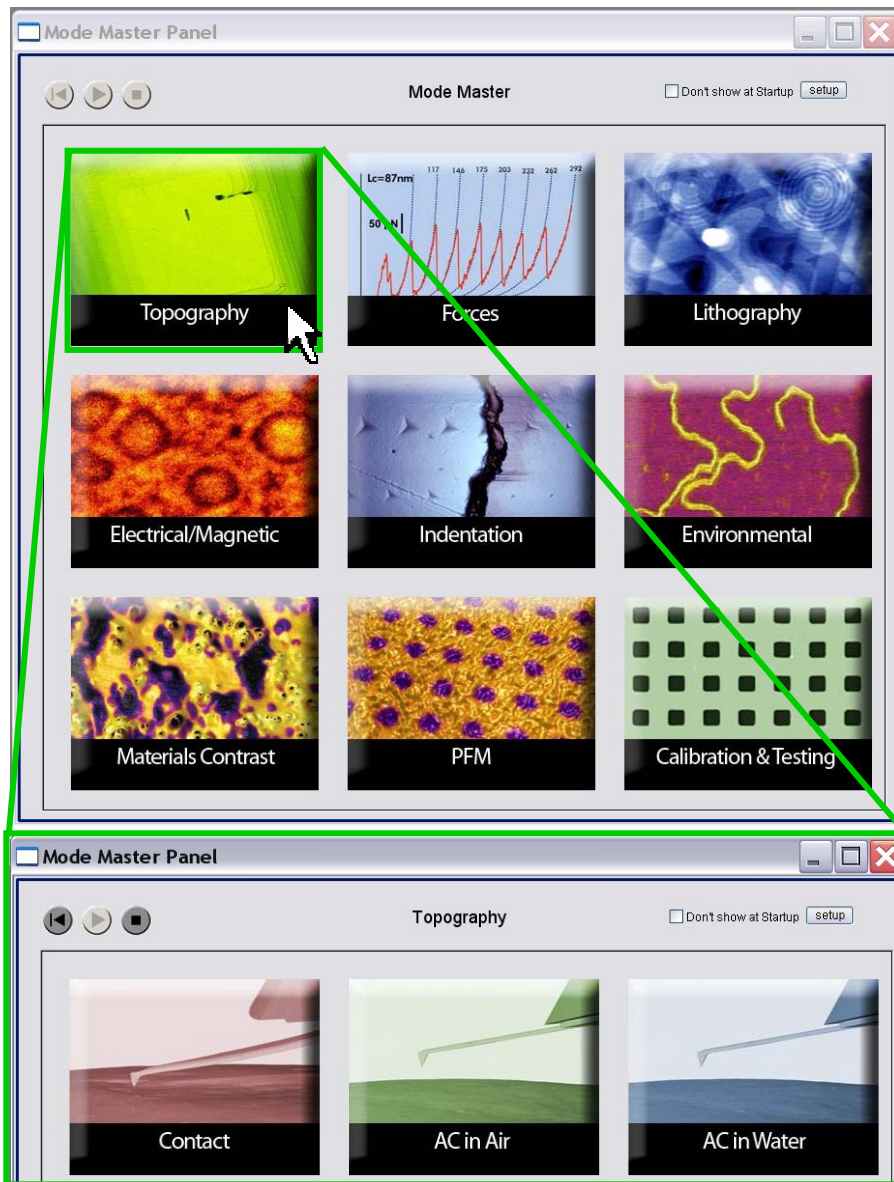 Mode Master Panel
Mode Master
Don't show at Startup setup
Lc=87nm 117 146 175 203 232 262 292
50 pN
Topography Forces Lithography
Electrical/Magnetic Indentation Environmental
Materials Contrast PFM Calibration & Testing
Mode Master Panel
Topography
Don't show at Startup setup
Contact AC in Air AC in Water